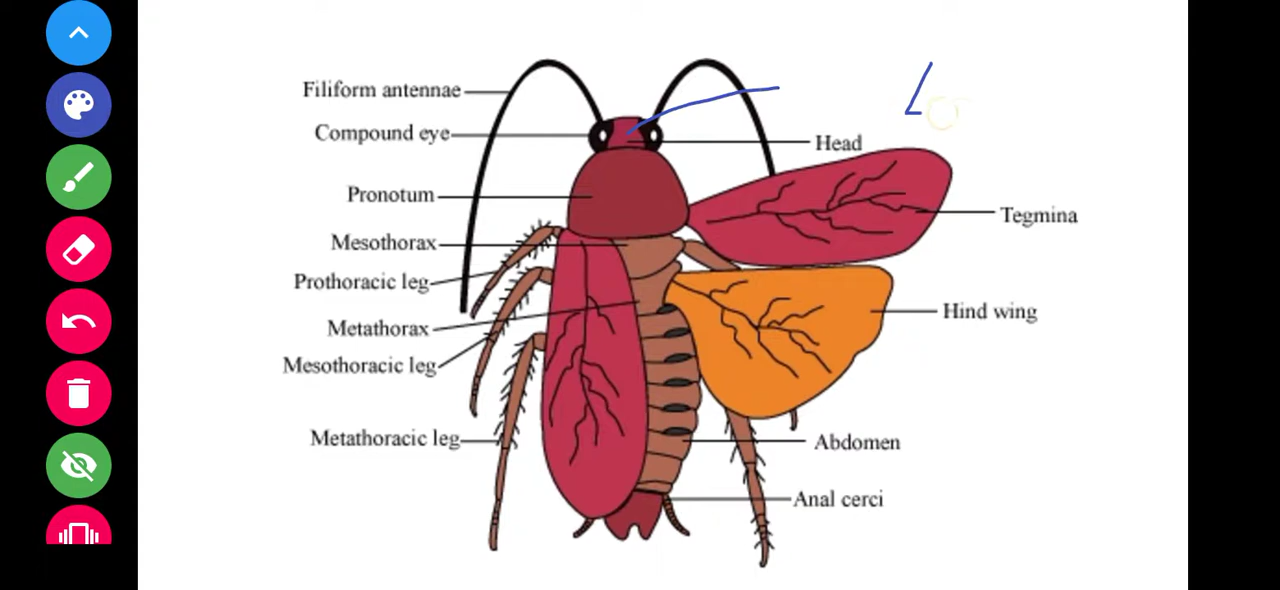 Filiform antennae
Compound eye
Head
Pronotum
Tegmina
Mesothorax
Prothoracic leg
Hind wing
Metathorax
Mesothoracic leg
Metathoracic leg
Abdomen
Anal cerci